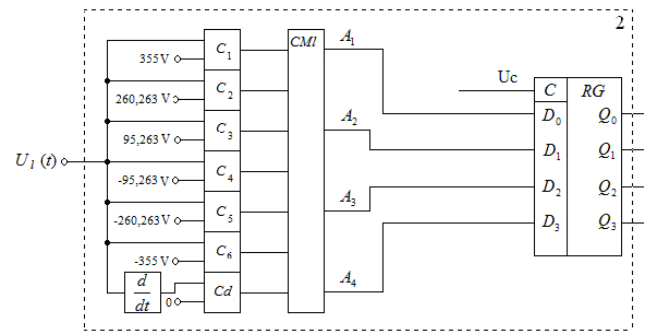 2
C1 CMl A1
355 V
Uc
C2
260,263 V
C RG
C3 A2 D0 Q0
95,263 V
U1 (t) C4 D1 Q1
-95,263 V
C5 A3 D2 Q2
-260,263 V
C6 D3 Q3
-355 V
d/dt Cd A4
0